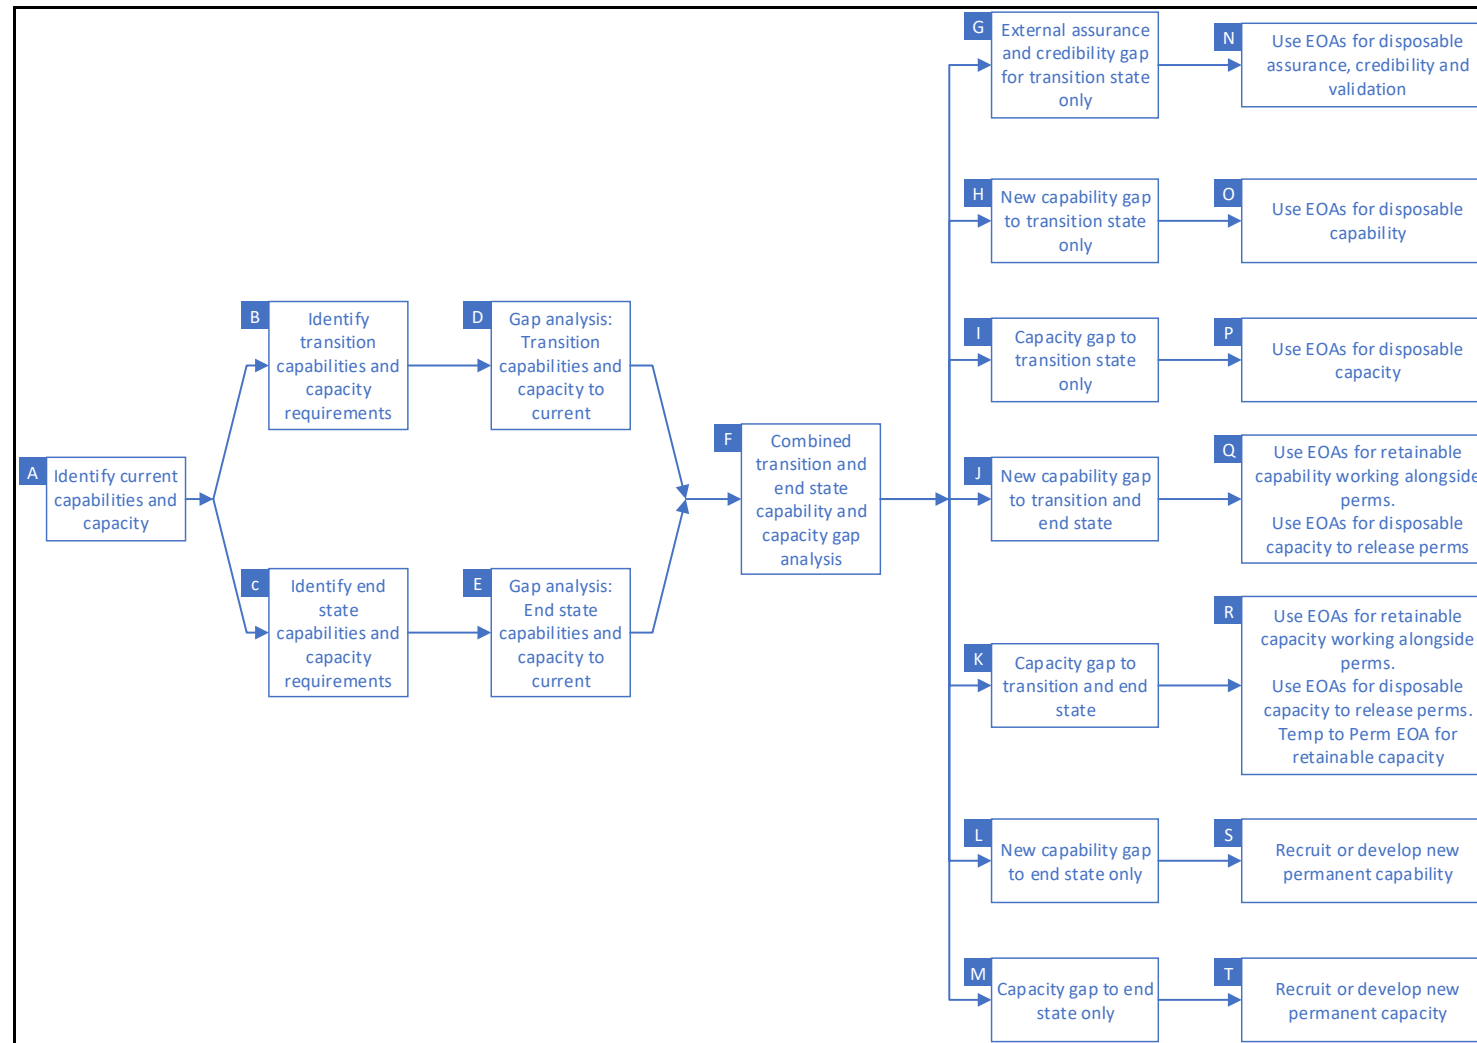 A
Identify current
capabilities and
capacity
B
Identify
transition
capabilities and
capacity
requirements
c
Identify end
state
capabilities and
capacity
requirements
D
Gap analysis:
Transition
capabilities and
capacity to
current
E
Gap analysis:
End state
capabilities and
capacity to
current
F
Combined
transition and
end state
capability and
capacity gap
analysis
G
External assurance
and credibility gap
for transition state
only
N
Use EOAs for disposable
assurance, credibility and
validation
H
New capability gap
to transition state
only
O
Use EOAs for disposable
capability
I
Capacity gap to
transition state
only
P
Use EOAs for disposable
capacity
J
New capability gap
to transition and
end state
Q
Use EOAs for retainable
capability working alongside
perms.
Use EOAs for disposable
capacity to release perms
K
Capacity gap to
transition and end
state
R
Use EOAs for retainable
capacity working alongside
perms.
Use EOAs for disposable
capacity to release perms.
Temp to Perm EOA for
retainable capacity
L
New capability gap
to end state only
S
Recruit or develop new
permanent capability
M
Capacity gap to end
state only
T
Recruit or develop new
permanent capacity